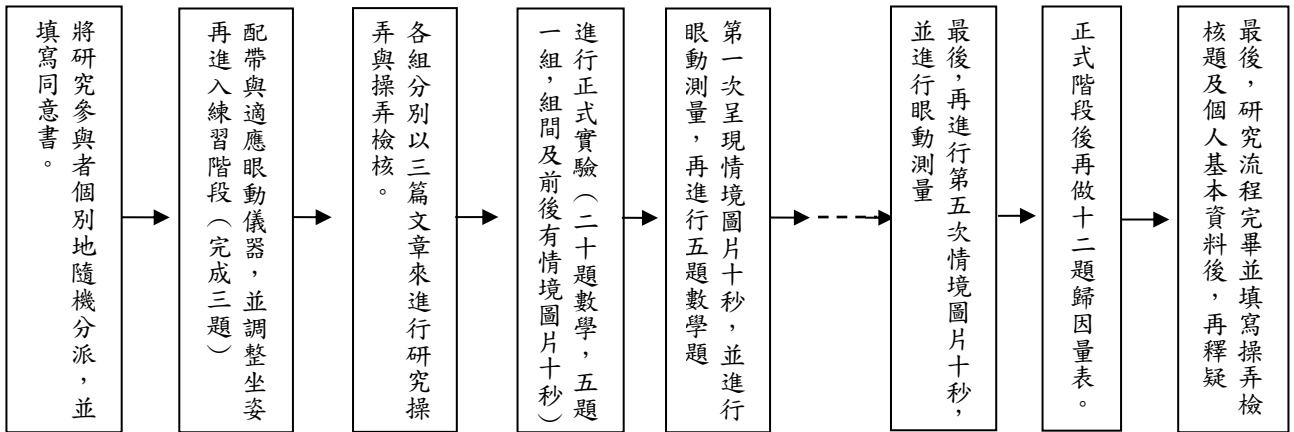 將研究參與者個別地隨機分派，並
填寫同意書。
配帶與適應眼動儀器，並調整坐姿
再進入練習階段（完成三題）
各組分別以三篇文章來進行研究操
弄與操弄檢核。
進行正式實驗（二十題數學，五題
一組，組間及前後有情境圖片十秒）
第一次呈現情境圖片十秒，並進行
眼動測量，再進行五題數學題
最後，再進行第五次情境圖片十秒，
並進行眼動測量
正式階段後再做十二題歸因量表。
最後，研究流程完畢並填寫操弄檢
核題及個人基本資料後，再釋疑